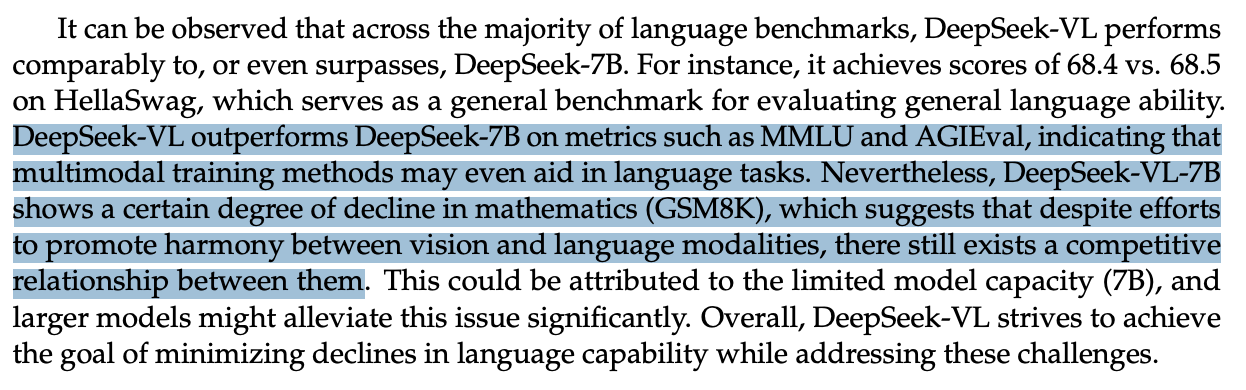 It can be observed that across the majority of language benchmarks, DeepSeek-VL performs
comparably to, or even surpasses, DeepSeek-7B. For instance, it achieves scores of 68.4 vs. 68.5
on HellaSwag, which serves as a general benchmark for evaluating general language ability.
DeepSeek-VL outperforms DeepSeek-7B on metrics such as MMLU and AGIEval, indicating that
multimodal training methods may even aid in language tasks. Nevertheless, DeepSeek-VL-7B
shows a certain degree of decline in mathematics (GSM8K), which suggests that despite efforts
to promote harmony between vision and language modalities, there still exists a competitive
relationship between them. This could be attributed to the limited model capacity (7B), and
larger models might alleviate this issue significantly. Overall, DeepSeek-VL strives to achieve
the goal of minimizing declines in language capability while addressing these challenges.